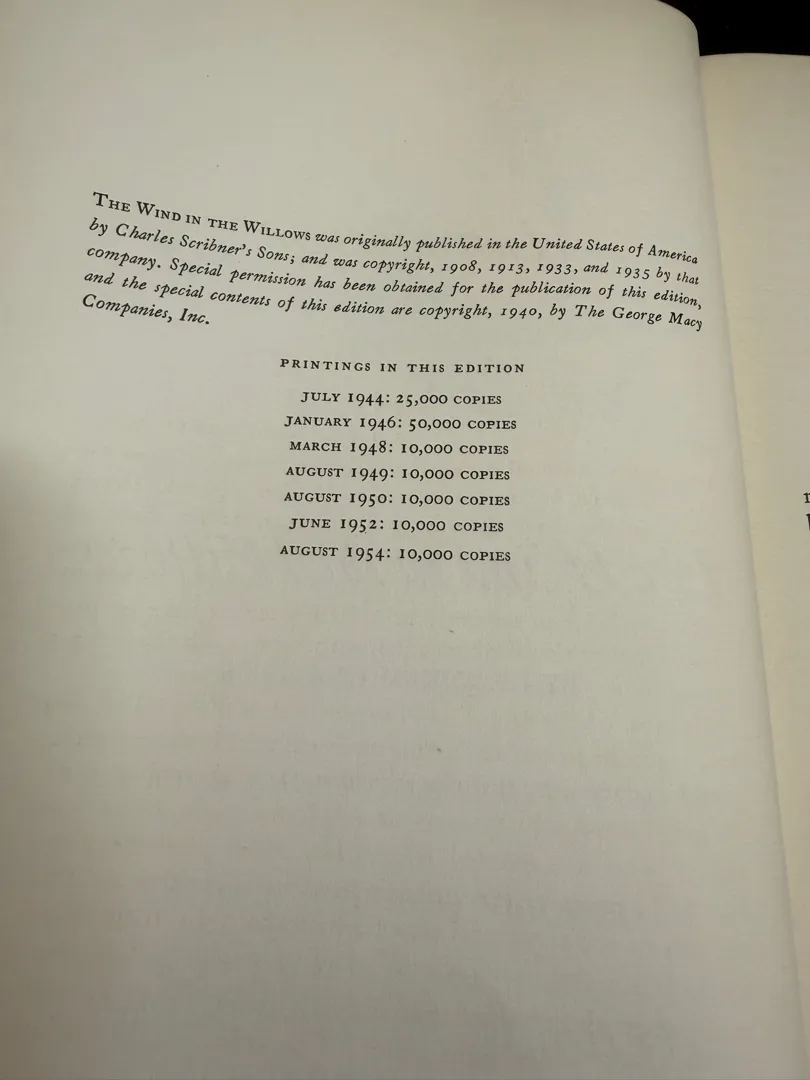 The Wind in the Willows was originally published in the United States of America
by Charles Scribner's Sons; and was copyright, 1908, 1913, 1933, and 1935 by that
company. Special permission has been obtained for the publication of this edition,
and the special contents of this edition are copyright, 1940, by The George Macy
Companies, Inc.
PRINTINGS IN THIS EDITION
JULY 1944: 25,000 COPIES
JANUARY 1946: 50,000 COPIES
MARCH 1948: 10,000 COPIES
AUGUST 1949: 10,000 COPIES
AUGUST 1950: 10,000 COPIES
JUNE 1952: 10,000 COPIES
AUGUST 1954: 10,000 COPIES